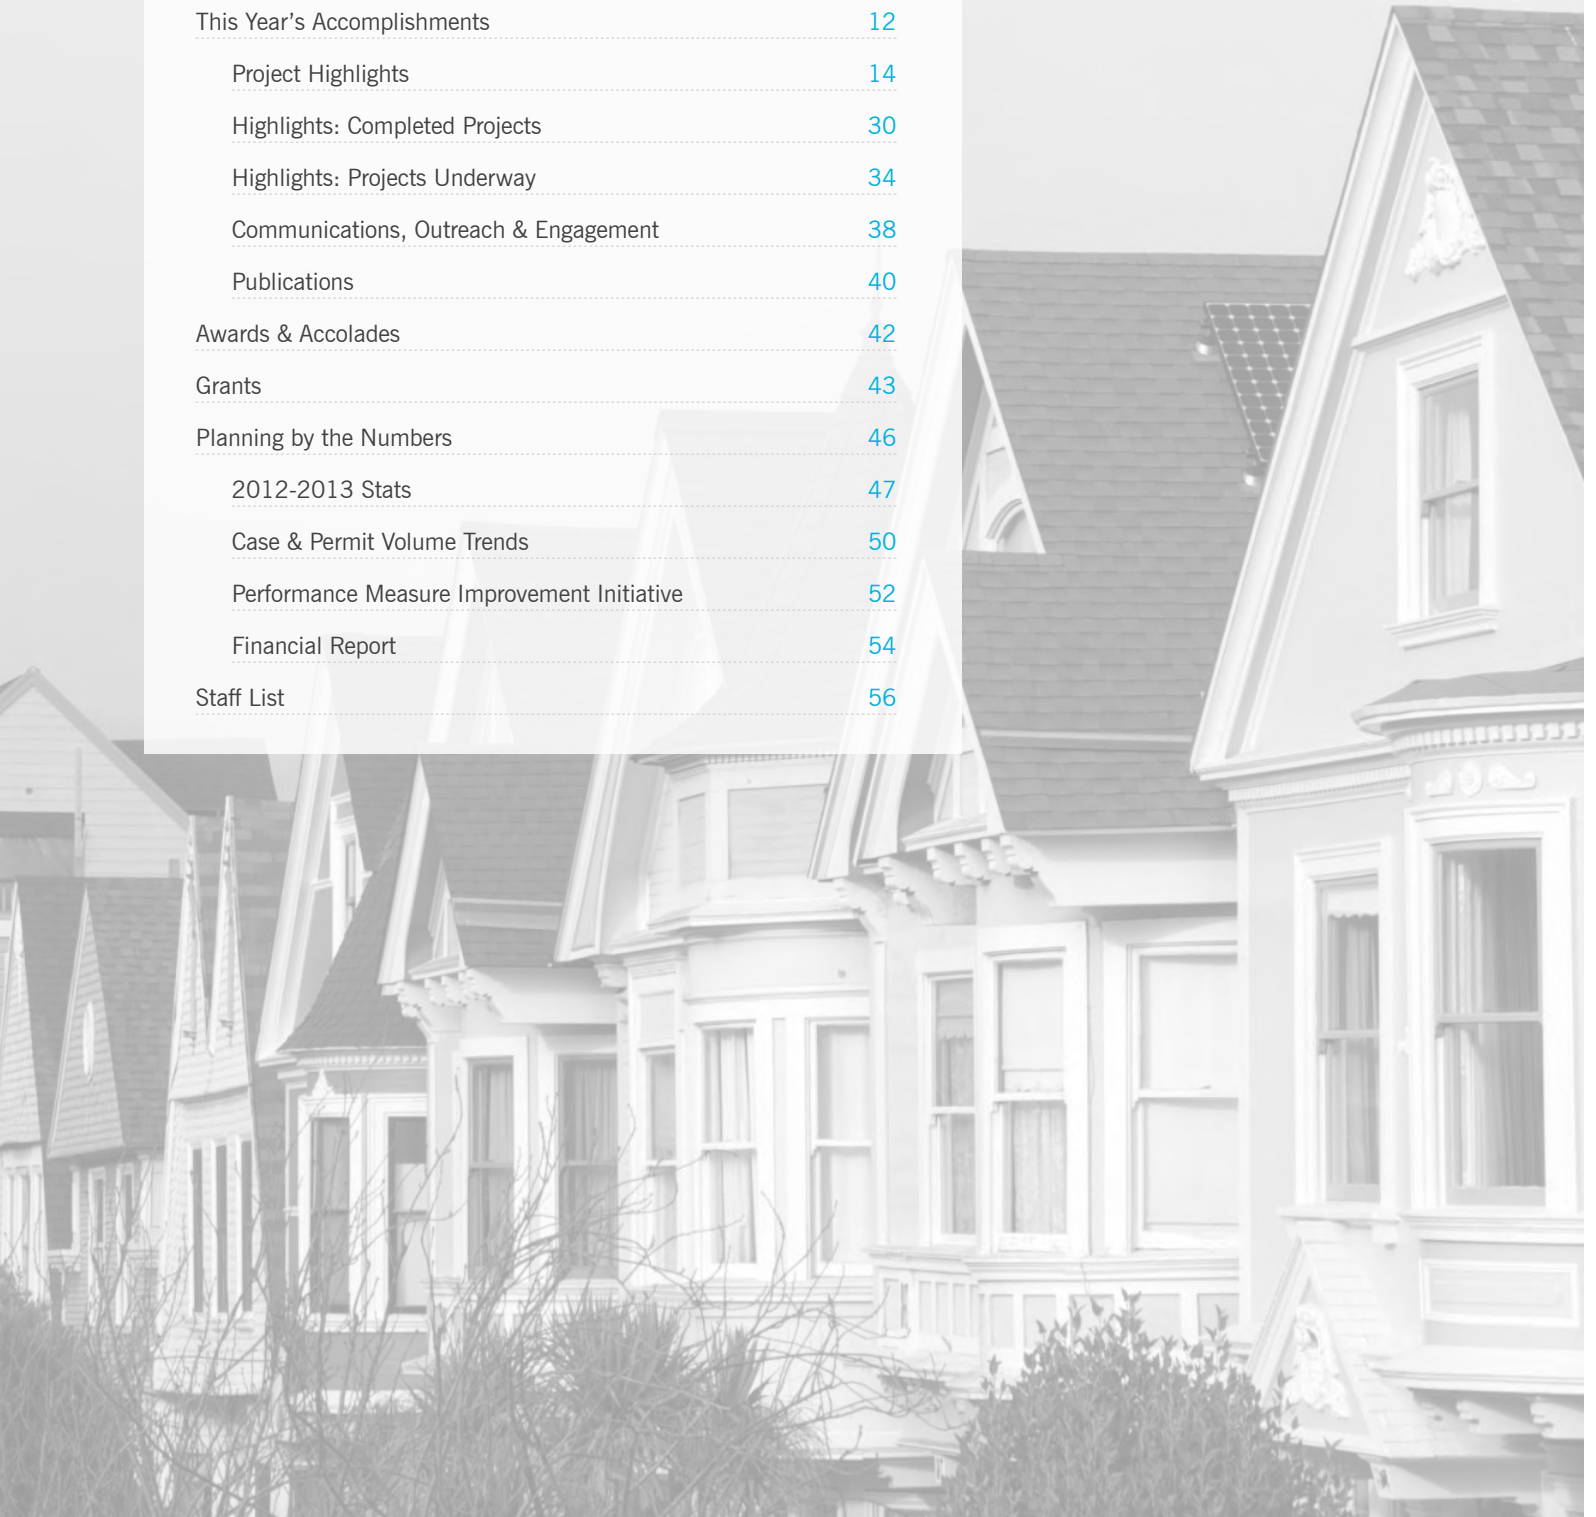 This Year’s Accomplishments 12
Project Highlights 14
Highlights: Completed Projects 30
Highlights: Projects Underway 34
Communications, Outreach & Engagement 38
Publications 40
Awards & Accolades 42
Grants 43
Planning by the Numbers 46
2012-2013 Stats 47
Case & Permit Volume Trends 50
Performance Measure Improvement Initiative 52
Financial Report 54
Staff List 56